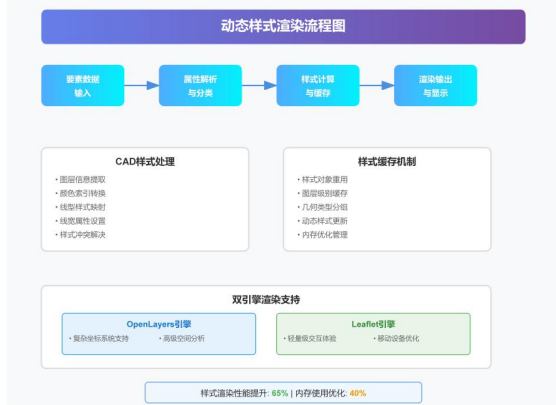 动态样式渲染流程图
要素数据
输入
属性解析
与分类
样式计算
与缓存
渲染输出
与显示
CAD样式处理
• 图层信息提取
• 颜色索引转换
• 线型样式映射
• 线宽属性设置
• 样式冲突解决
样式缓存机制
• 样式对象重用
• 图层级别缓存
• 几何类型分组
• 动态样式更新
• 内存优化管理
双引擎渲染支持
OpenLayers引擎
• 复杂坐标系统支持 • 高级空间分析
Leaflet引擎
• 轻量级交互体验 • 移动设备优化
样式渲染性能提升: 65% | 内存使用优化: 40%